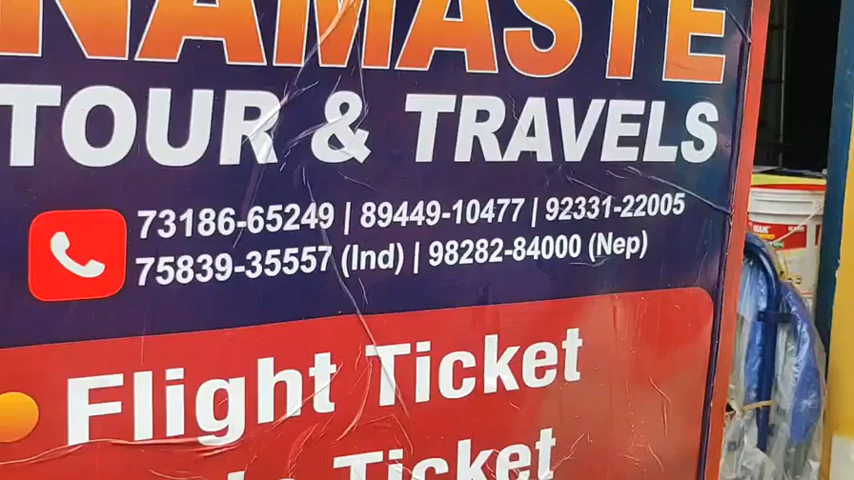 NAMASTE
TOUR & TRAVELS
73186-65249 | 89449-10477 | 92331-22005
75839-35557 (Ind) | 98282-84000 (Nep)
Flight Ticket
Ticket